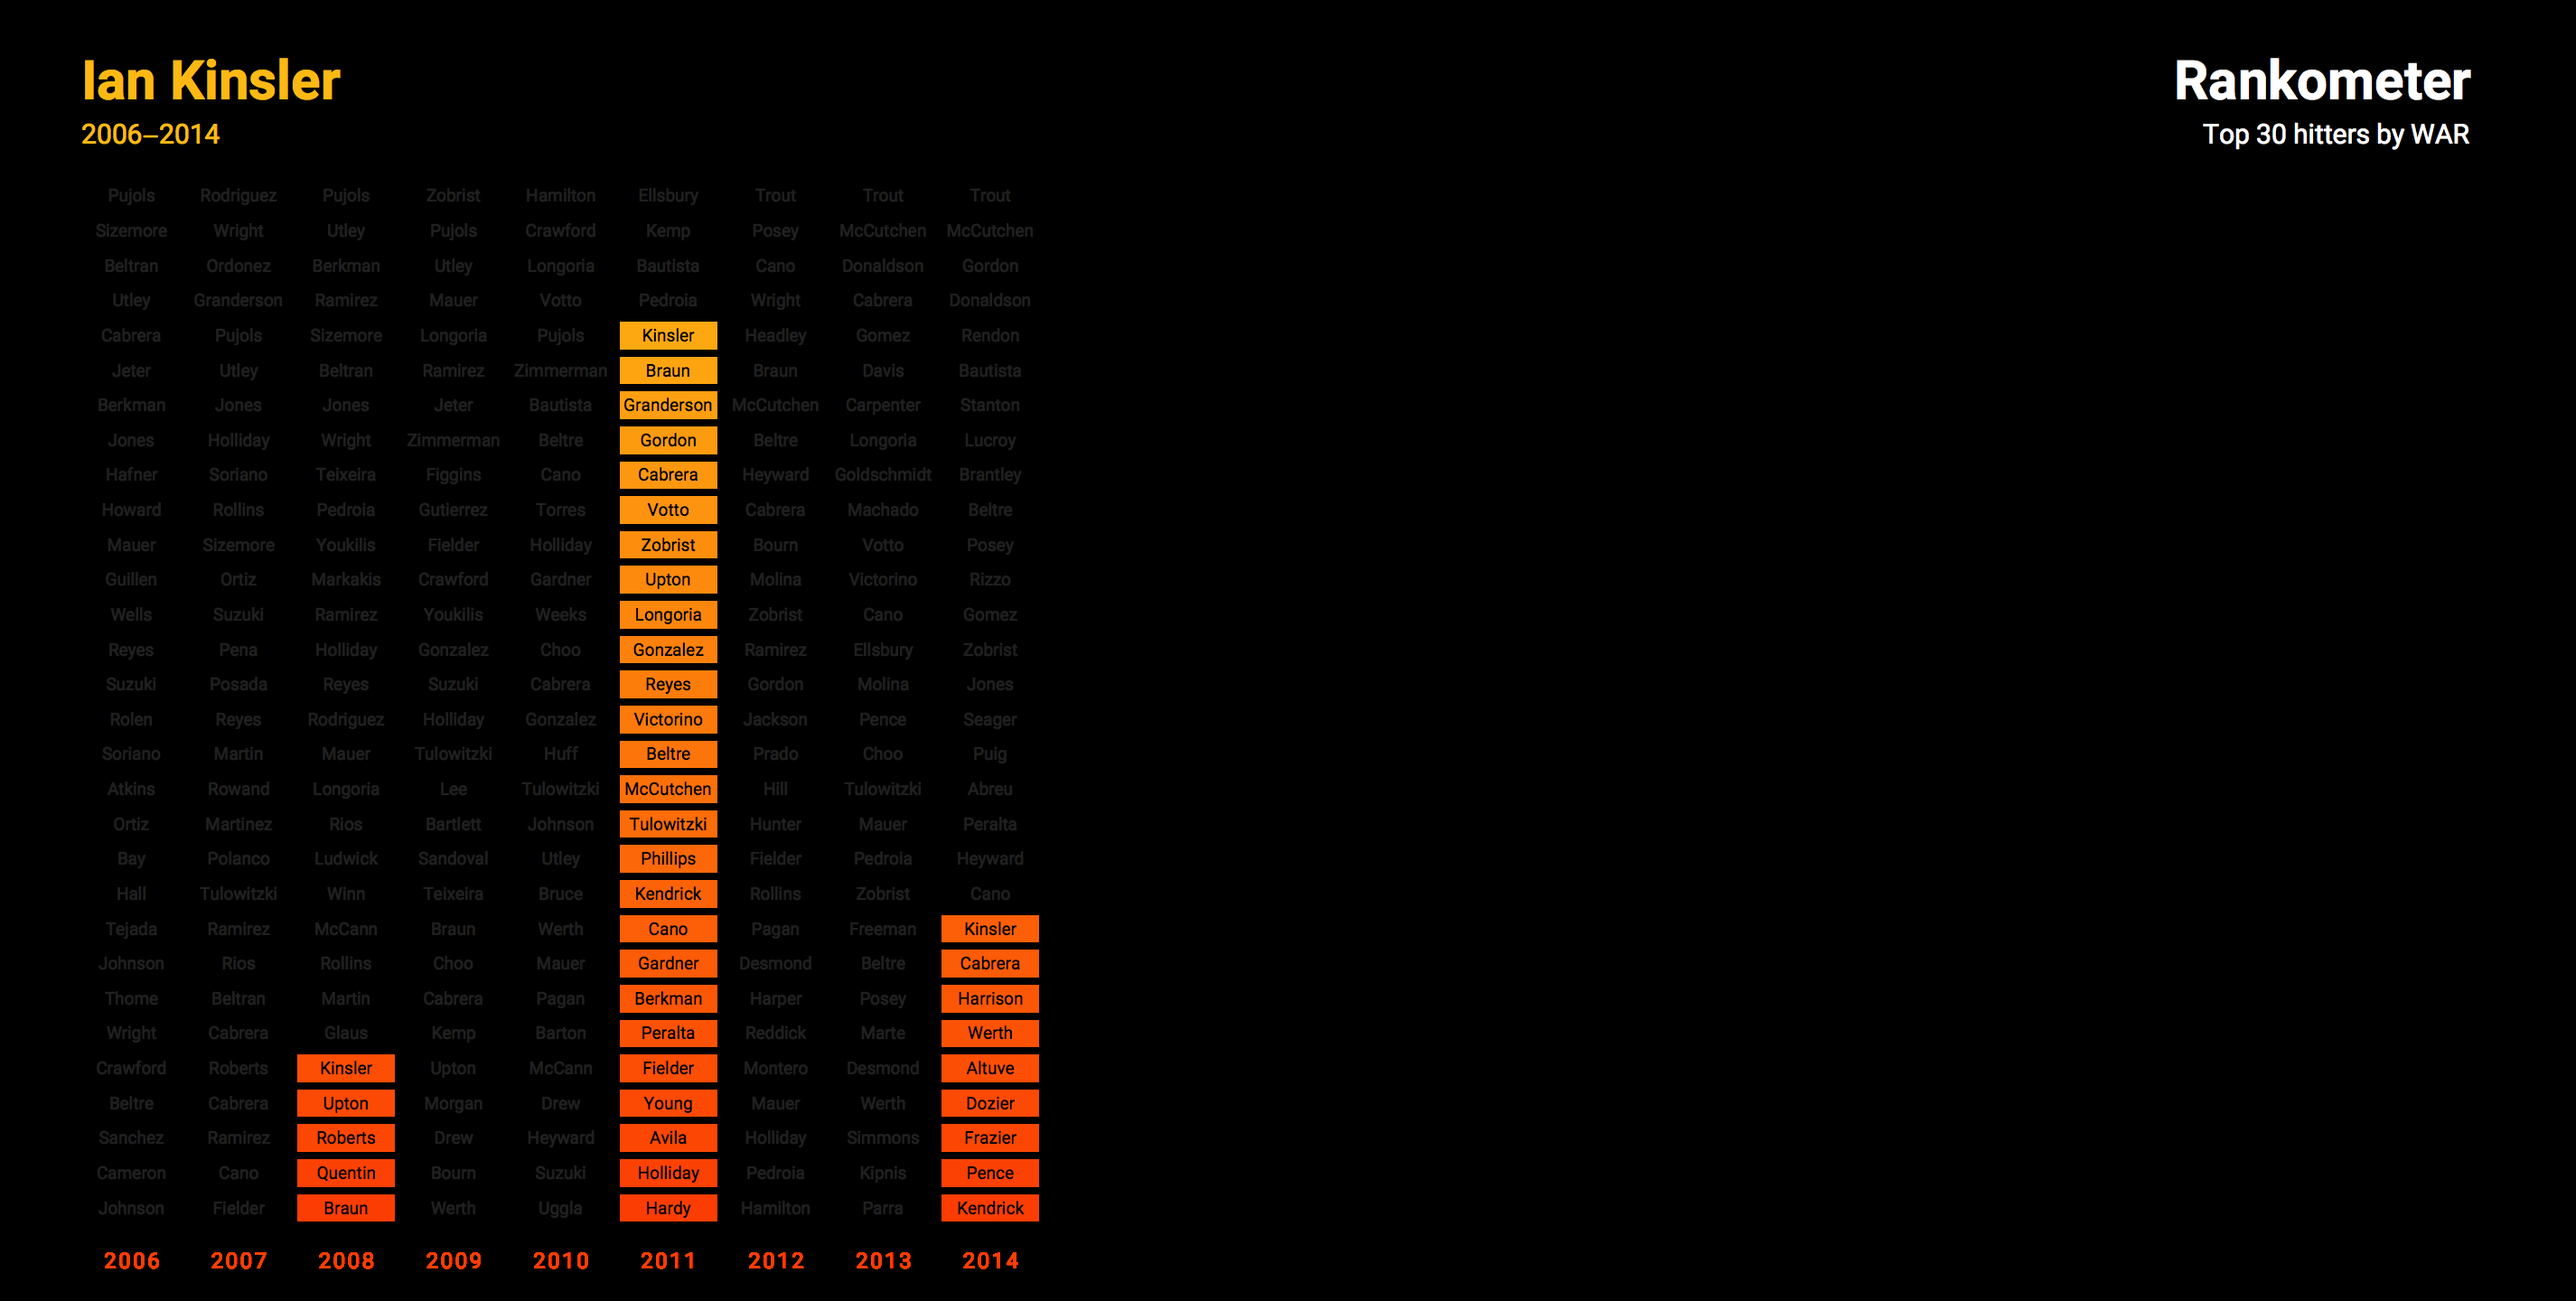 Ian Kinsler
2006–2014
Rankometer
Top 30 hitters by WAR
Pujols Rodriguez Pujols Zobrist Hamilton Ellsbury Trout Trout Trout
Sizemore Wright Utley Pujols Crawford Kemp Posey McCutchen McCutchen
Beltran Ordonez Berkman Utley Longoria Bautista Cano Donaldson Gordon
Utley Granderson Ramirez Mauer Votto Pedroia Wright Cabrera Donaldson
Cabrera Pujols Sizemore Longoria Pujols Kinsler Headley Gomez Rendon
Jeter Utley Beltran Ramirez Zimmerman Braun Braun Davis Bautista
Berkman Jones Jones Jeter Bautista Granderson McCutchen Carpenter Stanton
Jones Holliday Wright Zimmerman Beltre Gordon Beltre Longoria Lucroy
Hafner Soriano Teixeira Figgins Cano Cabrera Heyward Goldschmidt Brantley
Howard Rollins Pedroia Gutierrez Torres Votto Cabrera Machado Beltre
Mauer Sizemore Youkilis Fielder Holliday Zobrist Bourn Votto Posey
Guillen Ortiz Markakis Crawford Gardner Upton Molina Victorino Rizzo
Wells Suzuki Ramirez Youkilis Weeks Longoria Zobrist Cano Gomez
Reyes Pena Holliday Gonzalez Choo Gonzalez Ramirez Ellsbury Zobrist
Suzuki Posada Reyes Suzuki Cabrera Reyes Gordon Molina Jones
Rolen Reyes Rodriguez Holliday Gonzalez Victorino Jackson Pence Seager
Soriano Martin Mauer Tulowitzki Huff Beltre Prado Choo Puig
Atkins Rowand Longoria Lee Tulowitzki McCutchen Hill Tulowitzki Abreu
Ortiz Martinez Rios Bartlett Johnson Tulowitzki Hunter Mauer Peralta
Bay Polanco Ludwick Sandoval Utley Phillips Fielder Pedroia Heyward
Hall Tulowitzki Winn Teixeira Bruce Kendrick Rollins Zobrist Cano
Tejada Ramirez McCann Braun Werth Cano Pagan Freeman Kinsler
Johnson Rios Rollins Choo Mauer Gardner Desmond Beltre Cabrera
Thome Beltran Martin Cabrera Pagan Berkman Harper Posey Harrison
Wright Cabrera Glaus Kemp Barton Peralta Reddick Marte Werth
Crawford Roberts Kinsler Upton McCann Fielder Montero Desmond Altuve
Beltre Cabrera Upton Morgan Drew Young Mauer Werth Dozier
Sanchez Ramirez Roberts Drew Heyward Avila Holliday Simmons Frazier
Cameron Cano Quentin Bourn Suzuki Holliday Pedroia Kipnis Pence
Johnson Fielder Braun Werth Uggla Hardy Hamilton Parra Kendrick
2006 2007 2008 2009 2010 2011 2012 2013 2014